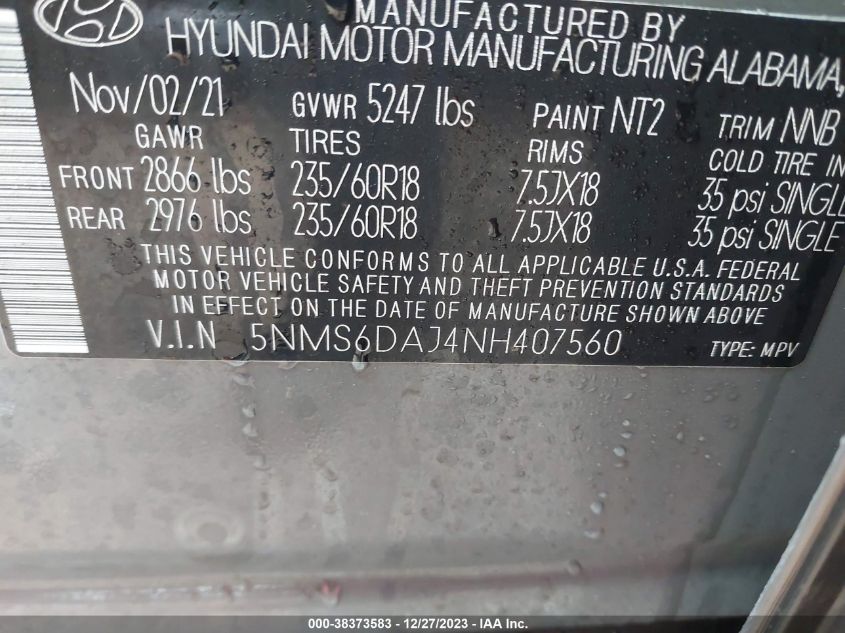 MANUFACTURED BY
HYUNDAI MOTOR MANUFACTURING ALABAMA,
Nov/02/21 GVWR 5247 lbs PAINT NT2 TRIM NNB
GAWR TIRES RIMS COLD TIRE IN
FRONT 2866 lbs 235/60R18 7.5JX18 35 psi SINGLE
REAR 2976 lbs 235/60R18 7.5JX18 35 psi SINGLE
THIS VEHICLE CONFORMS TO ALL APPLICABLE U.S.A. FEDERAL
MOTOR VEHICLE SAFETY AND THEFT PREVENTION STANDARDS
IN EFFECT ON THE DATE OF MANUFACTURE SHOWN ABOVE
V.I.N 5NMS6DAJ4NH407560 TYPE: MPV
000-38373583 - 12/27/2023 - IAA Inc.